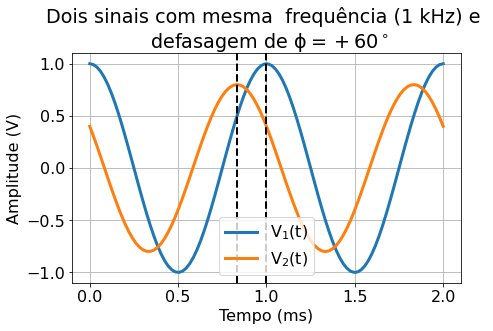 Dois sinais com mesma  frequência (1 kHz) e
defasagem de ϕ = +60°
Amplitude (V)
1.0
0.5
0.0
−0.5
−1.0
V₁(t)
V₂(t)
0.0 0.5 1.0 1.5 2.0
Tempo (ms)